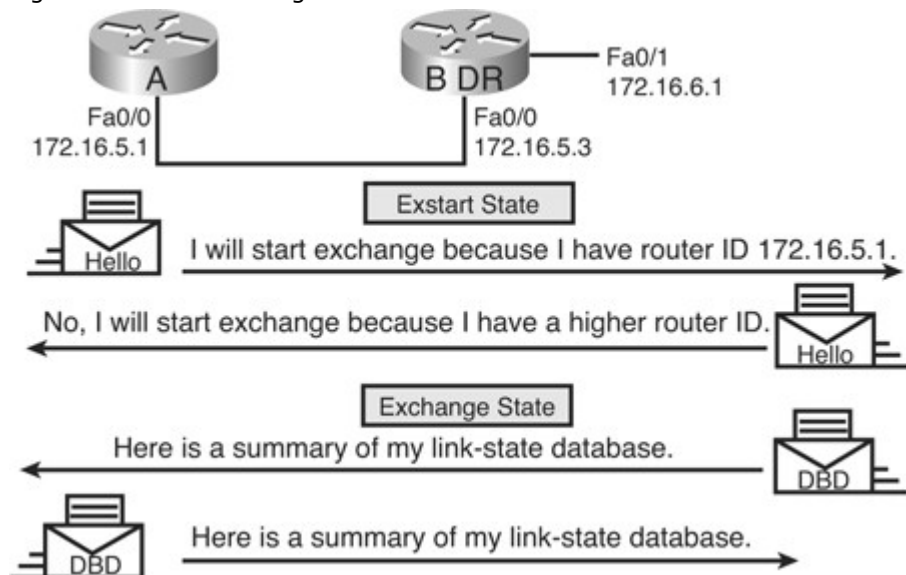 A
B DR
Fa0/1
172.16.6.1
Fa0/0
172.16.5.1
Fa0/0
172.16.5.3
Exstart State
Hello
I will start exchange because I have router ID 172.16.5.1.
No, I will start exchange because I have a higher router ID.
Hello
Exchange State
Here is a summary of my link-state database.
DBD
Here is a summary of my link-state database.
DBD